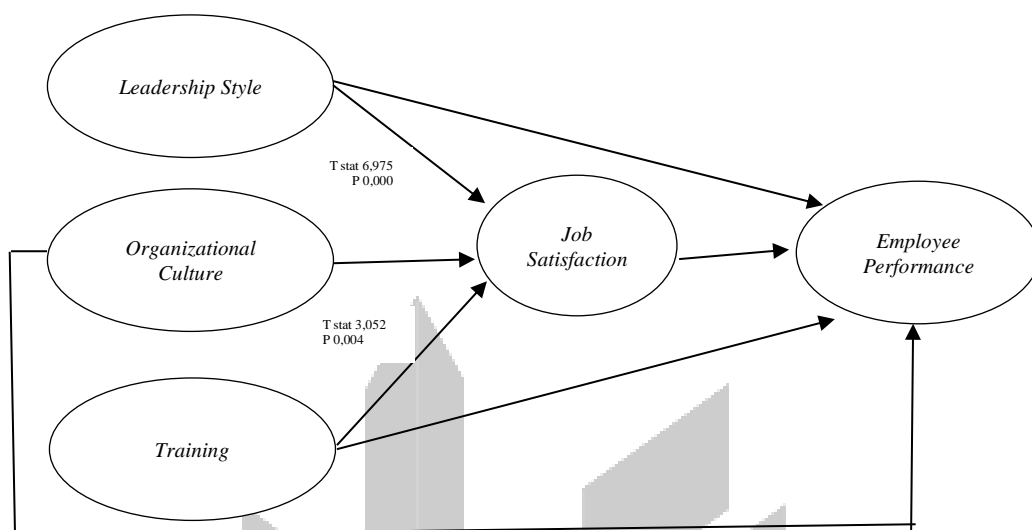 Leadership Style
T stat 6,975
P 0,000
Organizational
Culture
Job
Satisfaction
Employee
Performance
T stat 3,052
P 0,004
Training